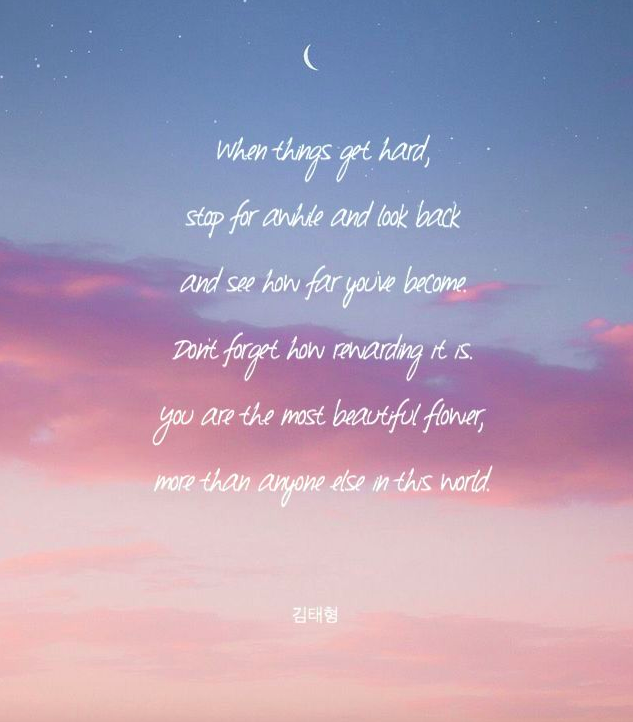 When things get hard,
stop for awhile and look back
and see how far you've become.
Don't forget how rewarding it is.
you are the most beautiful flower,
more than anyone else in this world.
김태형